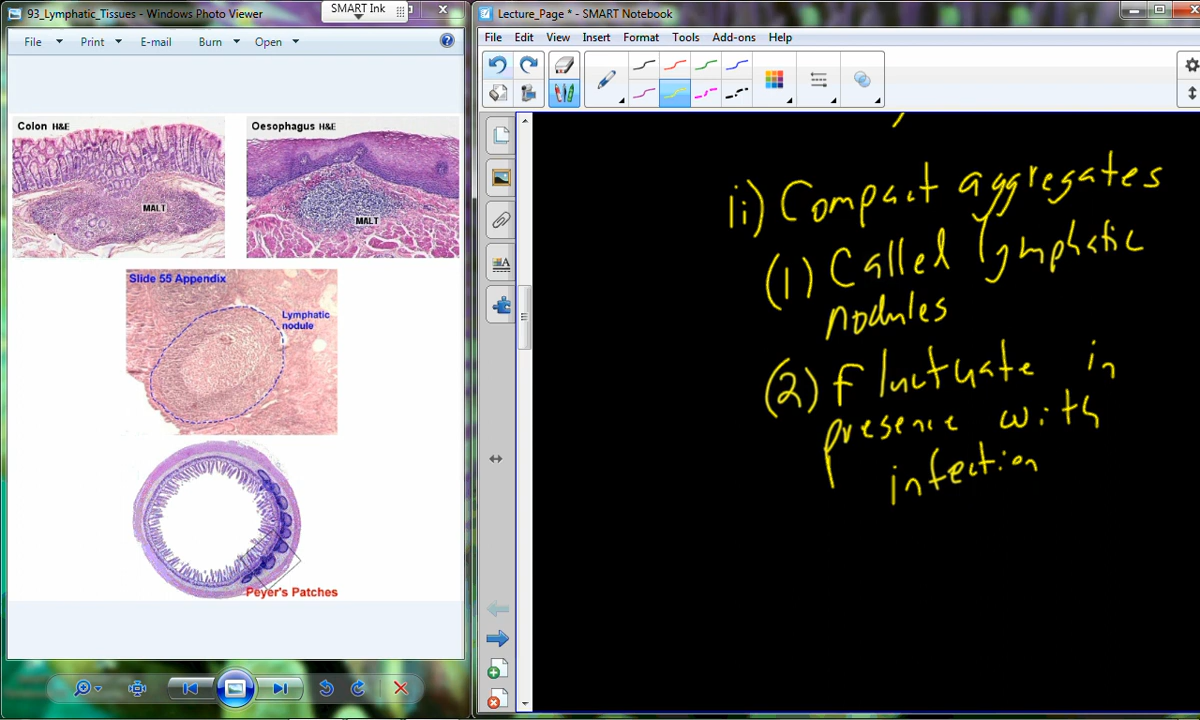 93_Lymphatic_Tissues - Windows Photo Viewer
SMART Ink
File Print E-mail Burn Open
Colon H&E
MALT
Oesophagus H&E
MALT
Slide 55 Appendix
Lymphatic
nodule
Peyer's Patches
Lecture_Page * - SMART Notebook
File Edit View Insert Format Tools Add-ons Help
ii) Compact aggregates
(1) Called lymphatic
nodules
(2) Fluctuate in
presence with
infection